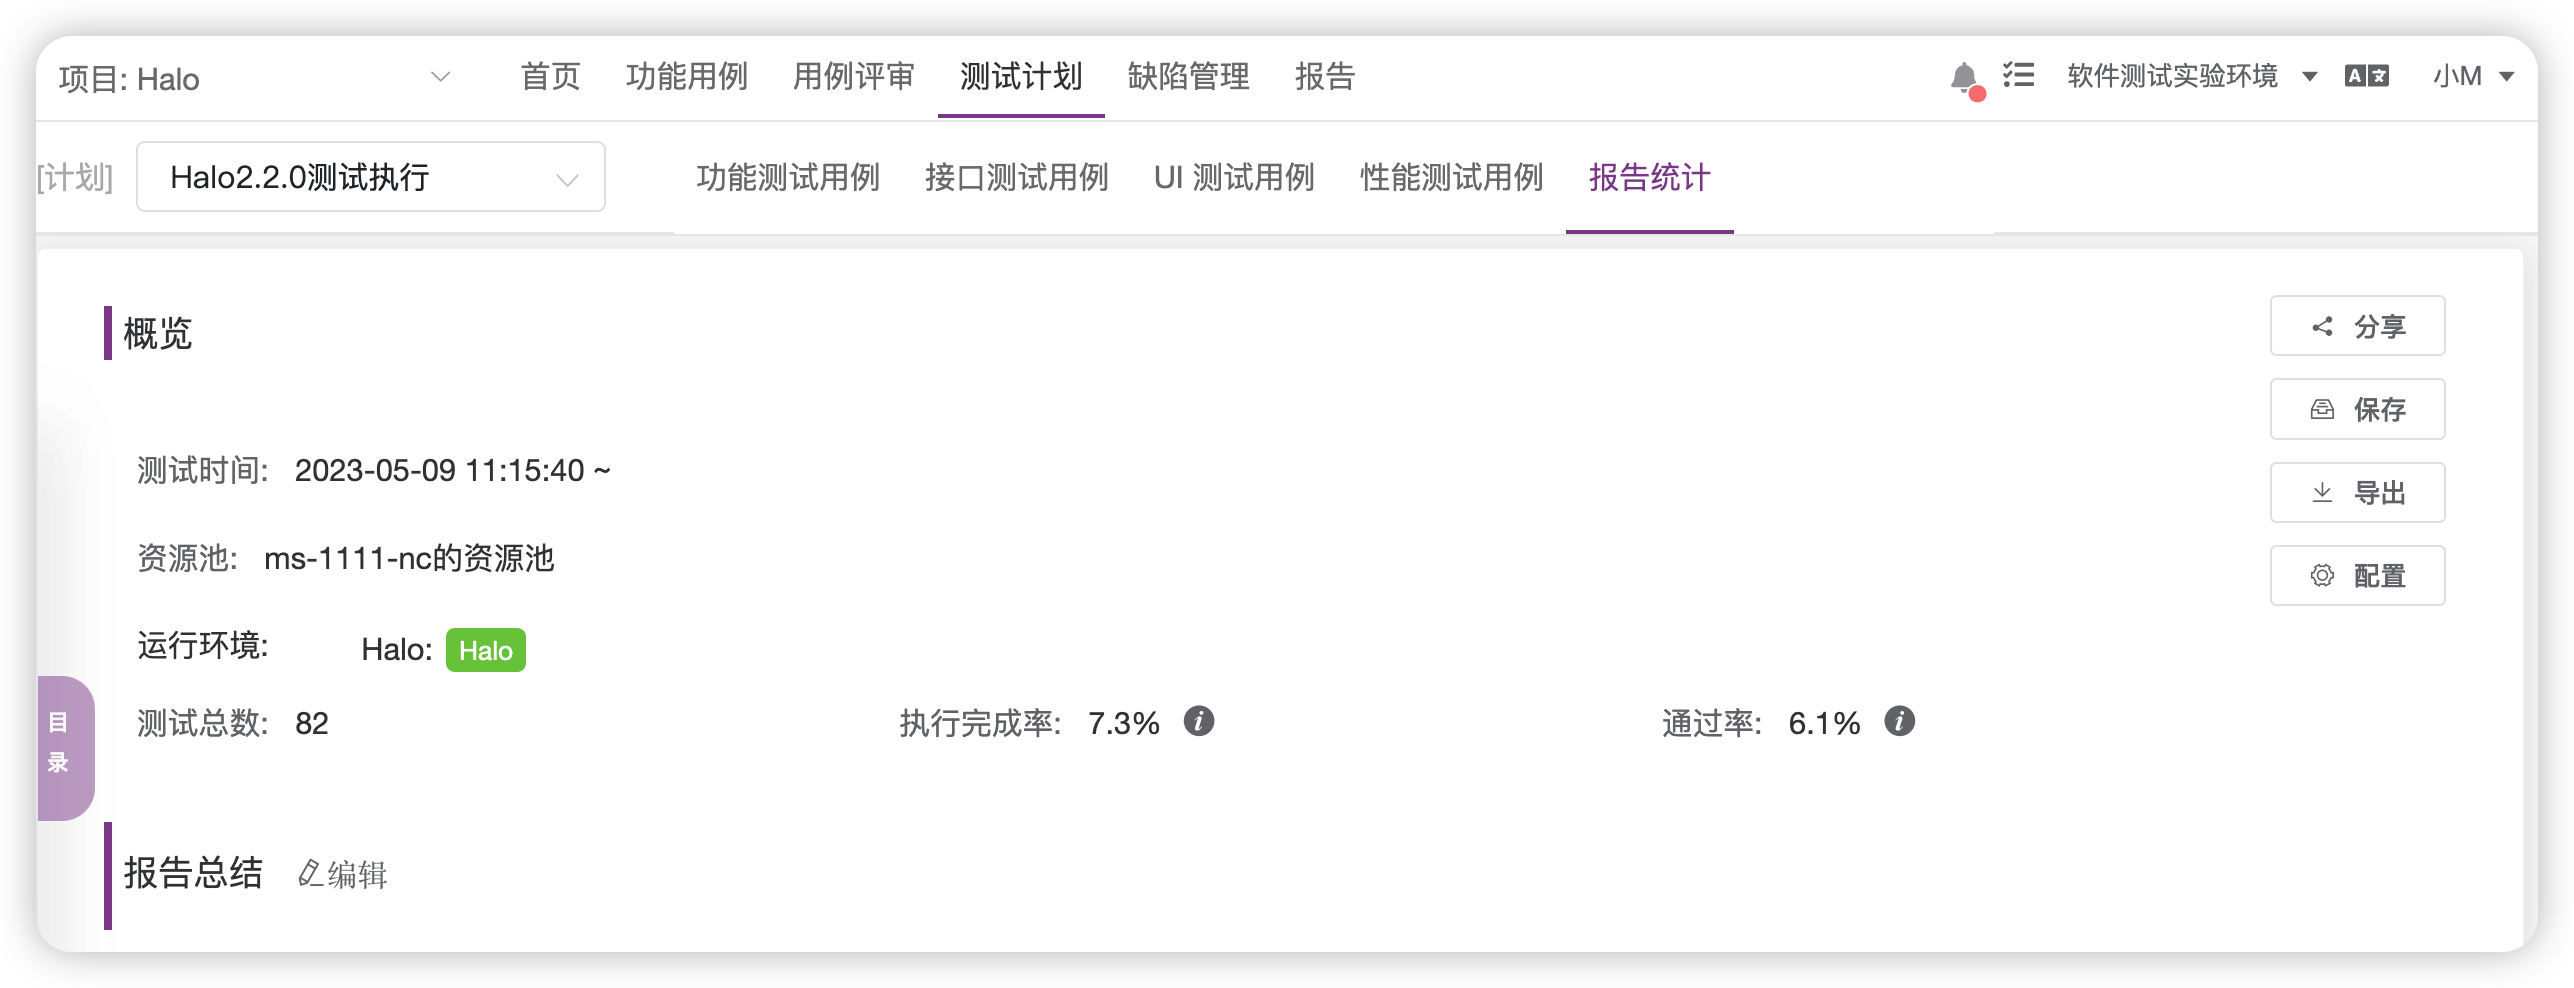 项目: Halo 首页 功能用例 用例评审 测试计划 缺陷管理 报告 软件测试实验环境 小M
[计划] Halo2.2.0测试执行 功能测试用例 接口测试用例 UI 测试用例 性能测试用例 报告统计
概览
分享
保存
测试时间: 2023-05-09 11:15:40 ~
导出
资源池: ms-1111-nc的资源池
配置
运行环境: Halo: Halo
测试总数: 82 执行完成率: 7.3% 通过率: 6.1%
目
录
报告总结 编辑